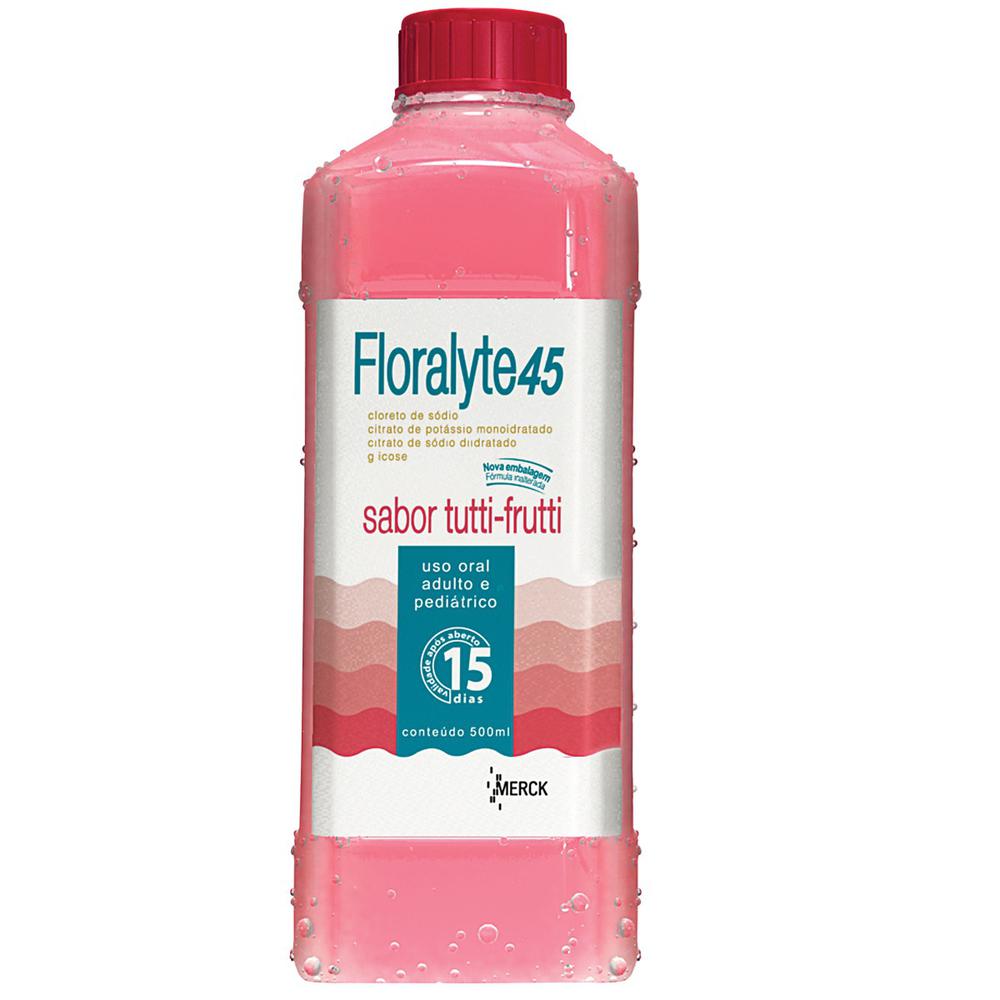 Floralyte45
cloreto de sódio
citrato de potássio monoidratado
citrato de sódio diidratado
g icose
Nova embalagem
Fórmula inalterada
sabor tutti-frutti
uso oral
adulto e
pediátrico
validade após aberto
15
dias
conteúdo 500ml
MERCK